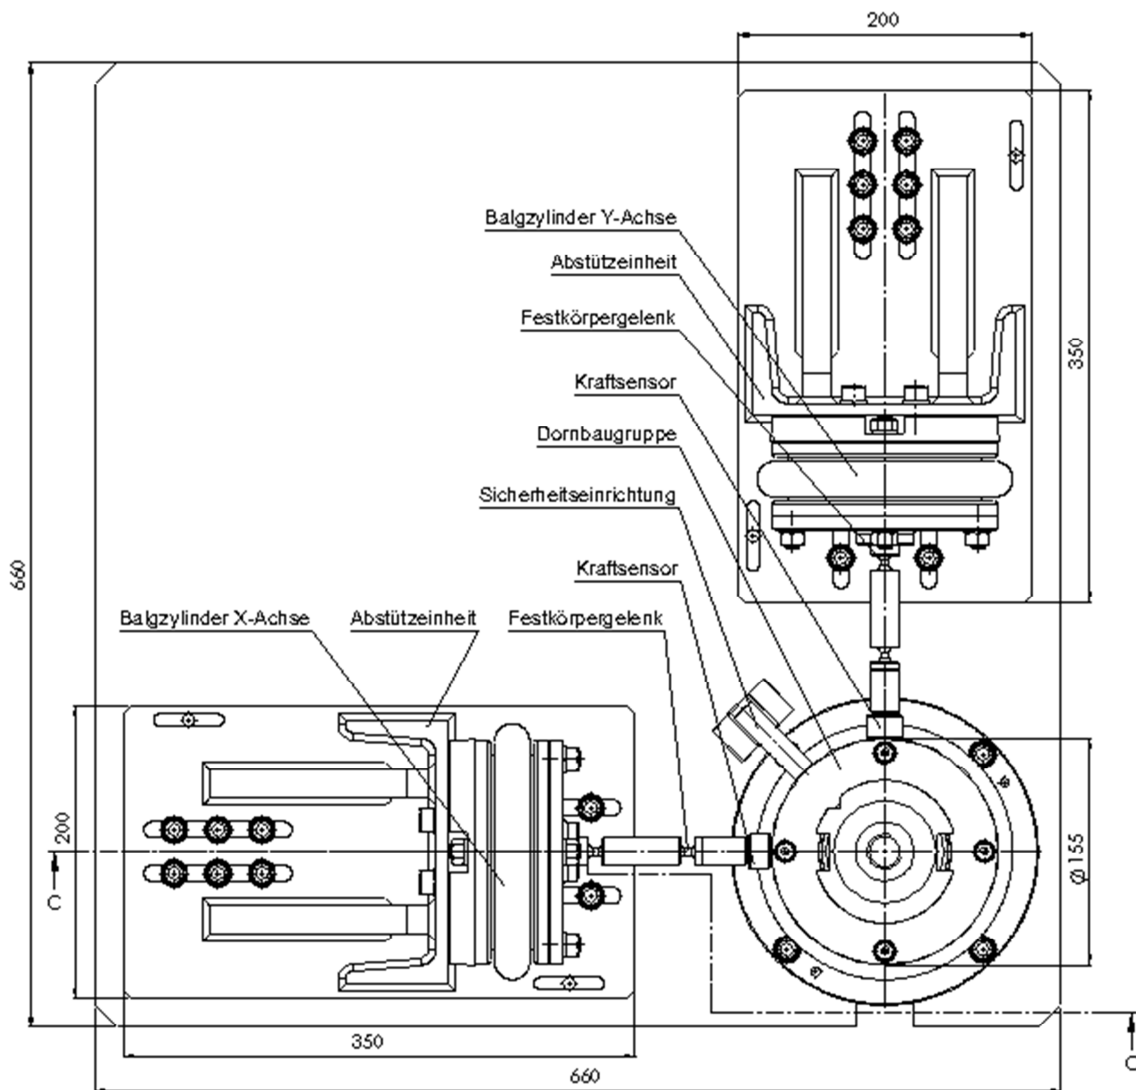 200
Balgzylinder Y-Achse
Abstützeinheit
Festkörpergelenk
350
Kraftsensor
Dornbaugruppe
Sicherheitseinrichtung
660
Kraftsensor
Balgzylinder X-Achse
Abstützeinheit
Festkörpergelenk
200
Ø155
C
350
C
660